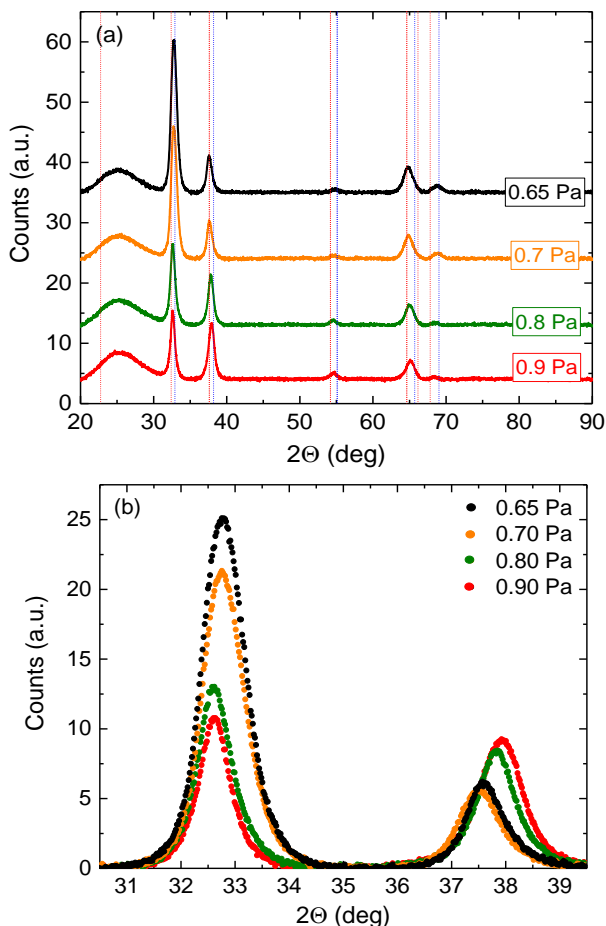 (a)
60
50
40
30
20
10
0
Counts (a.u.)
0.65 Pa
0.7 Pa
0.8 Pa
0.9 Pa
20 30 40 50 60 70 80 90
2Θ (deg)
(b)
0.65 Pa
0.70 Pa
0.80 Pa
0.90 Pa
25
20
15
10
5
0
Counts (a.u.)
31 32 33 34 35 36 37 38 39
2Θ (deg)